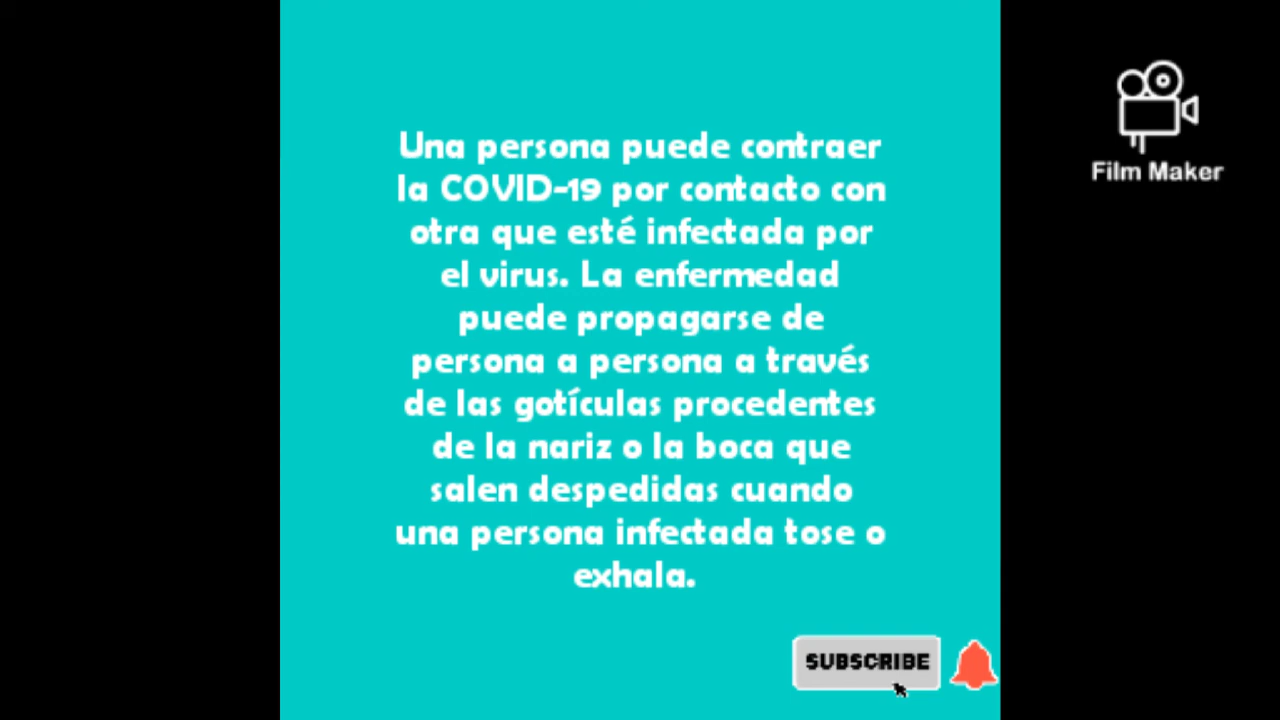 Una persona puede contraer
la COVID-19 por contacto con
otra que esté infectada por
el virus. La enfermedad
puede propagarse de
persona a persona a través
de las gotículas procedentes
de la nariz o la boca que
salen despedidas cuando
una persona infectada tose o
exhala.
Film Maker
SUBSCRIBE